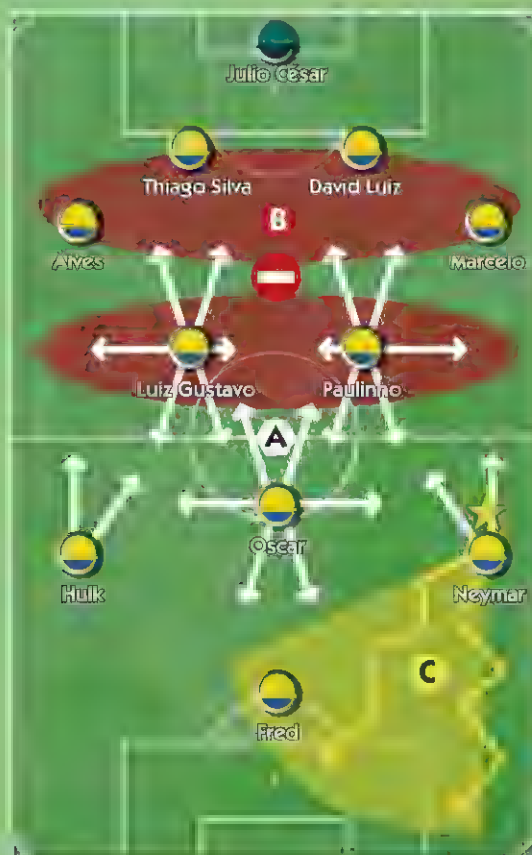 Julio César
Thiago Silva
David Luiz
B
Alves
Marcelo
Luiz Gustavo
Paulinho
A
Oscar
Hulk
Neymar
C
Fred